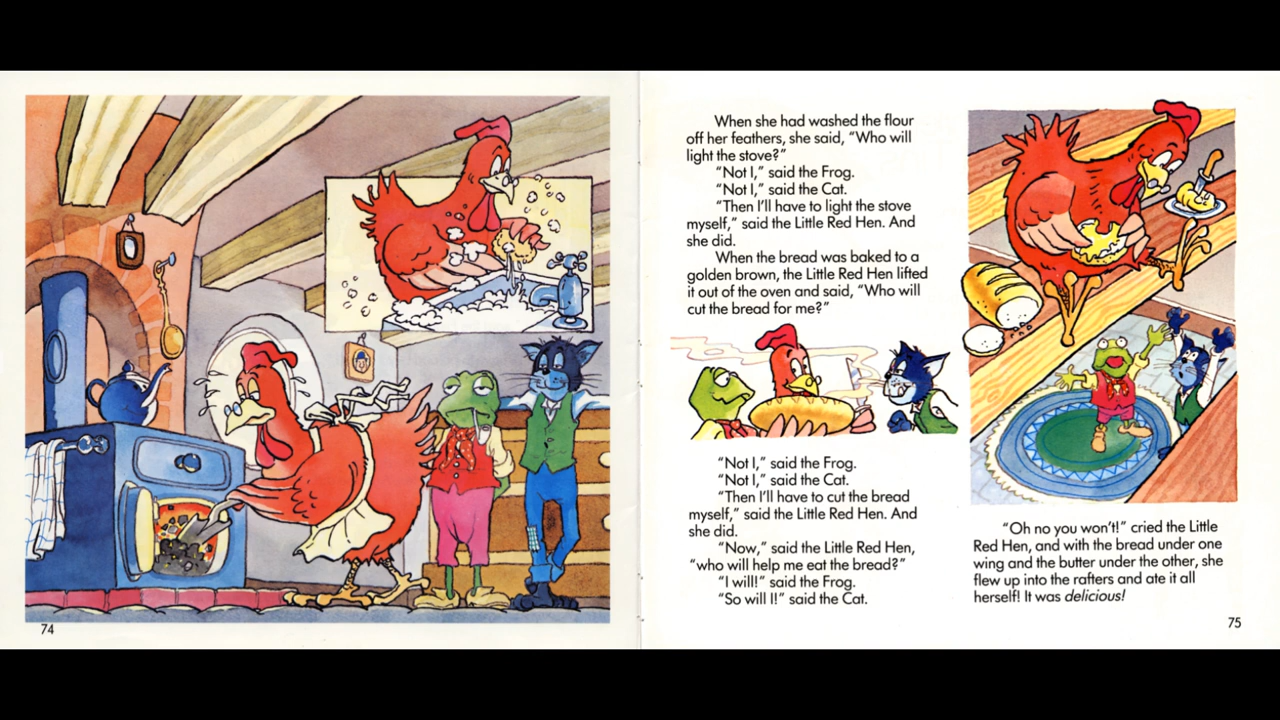 74
When she had washed the flour
off her feathers, she said, “Who will
light the stove?”
“Not I,” said the Frog.
“Not I,” said the Cat.
“Then I’ll have to light the stove
myself,” said the Little Red Hen. And
she did.
When the bread was baked to a
golden brown, the Little Red Hen lifted
it out of the oven and said, “Who will
cut the bread for me?”
“Not I,” said the Frog.
“Not I,” said the Cat.
“Then I’ll have to cut the bread
myself,” said the Little Red Hen. And
she did.
“Now,” said the Little Red Hen,
“who will help me eat the bread?”
“I will!” said the Frog.
“So will I!” said the Cat.
“Oh no you won’t!” cried the Little
Red Hen, and with the bread under one
wing and the butter under the other, she
flew up into the rafters and ate it all
herself! It was delicious!
75